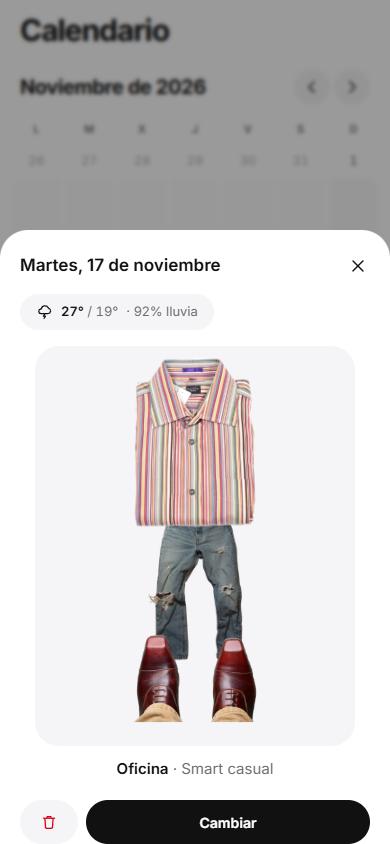 Calendario
Noviembre de 2026
L M X J V S D
26 27 28 29 30 31 1
Martes, 17 de noviembre
27° / 19° · 92% lluvia
Oficina · Smart casual
Cambiar